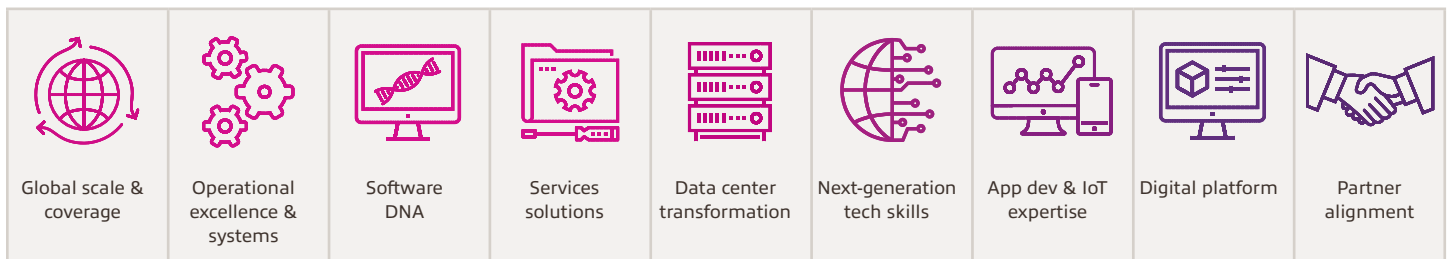 Global scale &
coverage
Operational
excellence &
systems
Software
DNA
Services
solutions
Data center
transformation
Next-generation
tech skills
App dev & IoT
expertise
Digital platform
Partner
alignment